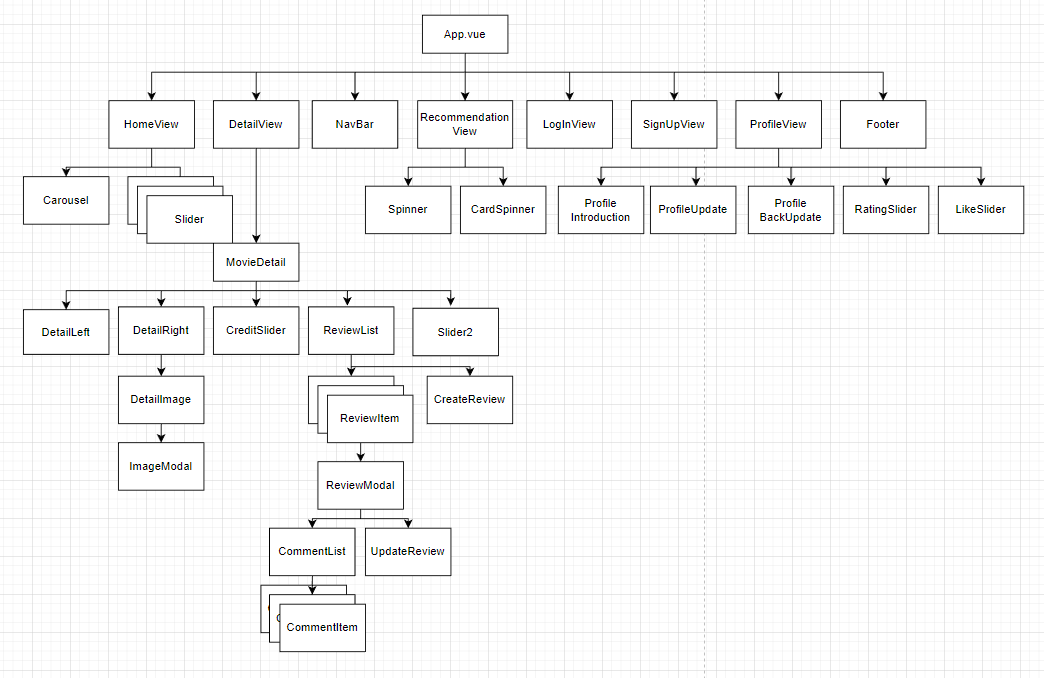 App.vue
HomeView
DetailView
NavBar
Recommendation
View
LogInView
SignUpView
ProfileView
Footer
Carousel
Slider
Spinner
CardSpinner
Profile
Introduction
ProfileUpdate
Profile
BackUpdate
RatingSlider
LikeSlider
MovieDetail
DetailLeft
DetailRight
CreditSlider
ReviewList
Slider2
DetailImage
ReviewItem
CreateReview
ImageModal
ReviewModal
CommentList
UpdateReview
CommentItem